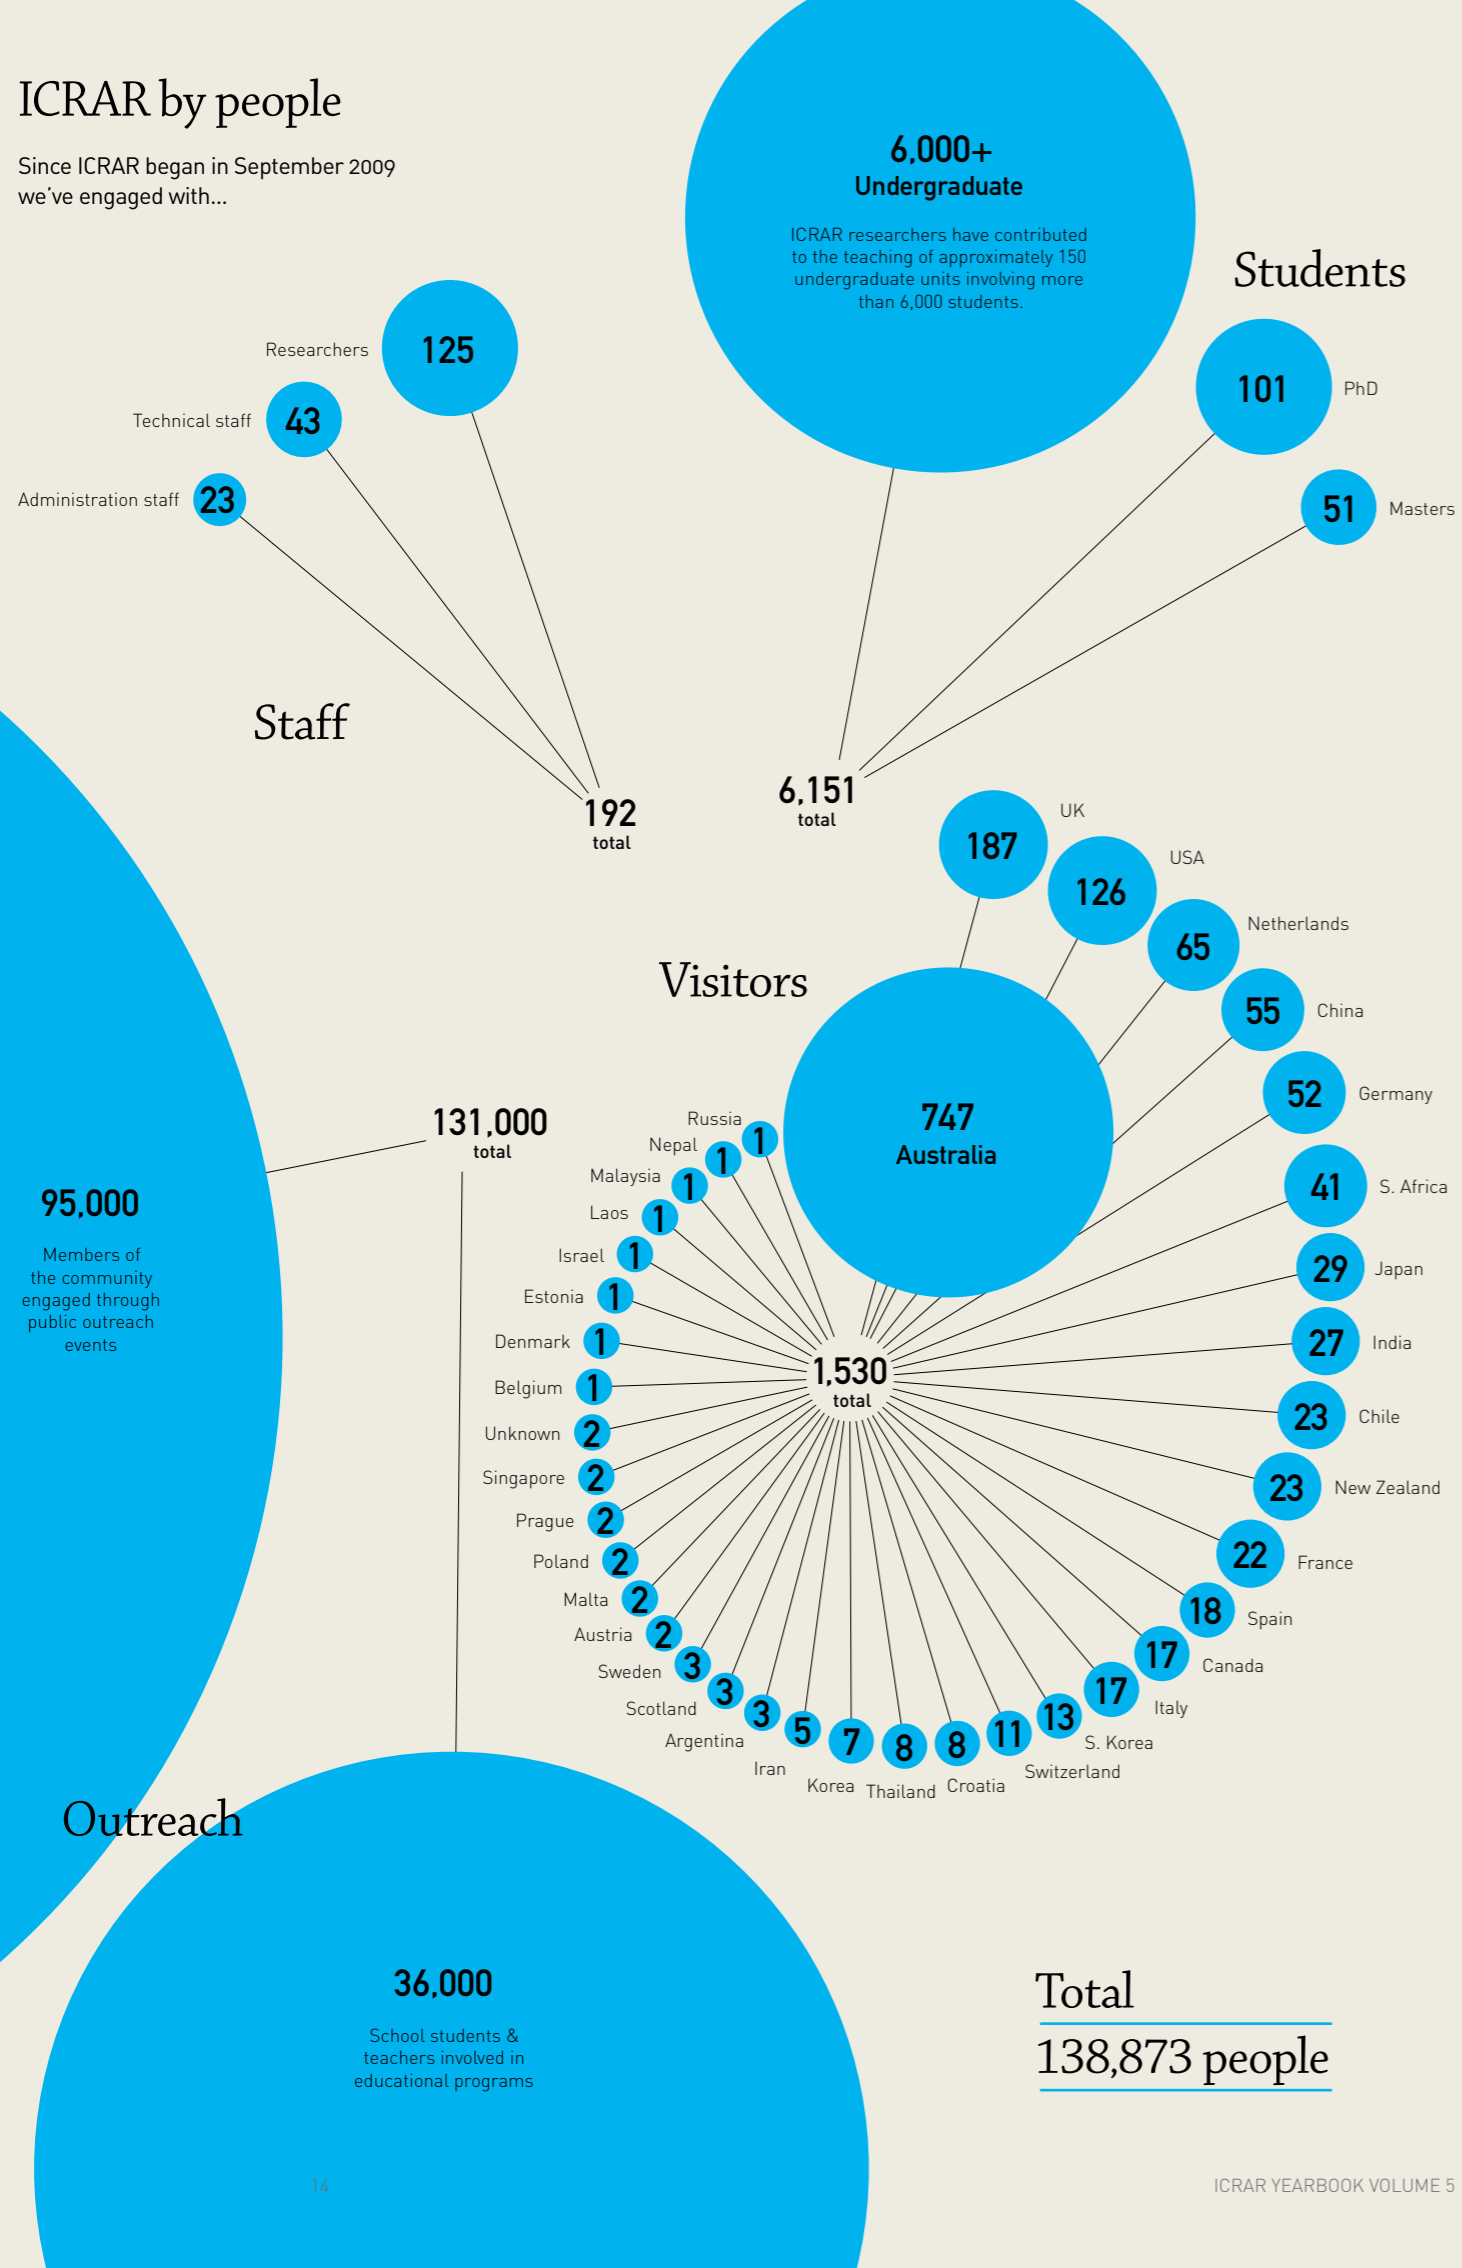 ICRAR by people
Since ICRAR began in September 2009
we've engaged with...
6,000+
Undergraduate
ICRAR researchers have contributed
to the teaching of approximately 150
undergraduate units involving more
than 6,000 students.
Students
101
PhD
51
Masters
6,151
total
Researchers
125
Technical staff
43
Administration staff
23
Staff
192
total
Visitors
187
UK
126
USA
65
Netherlands
55
China
52
Germany
41
S. Africa
29
Japan
27
India
23
Chile
23
New Zealand
22
France
18
Spain
17
Canada
17
Italy
13
S. Korea
11
Switzerland
8
Croatia
8
Thailand
7
Korea
5
Iran
3
Argentina
3
Scotland
3
Sweden
2
Austria
2
Malta
2
Poland
2
Prague
2
Singapore
2
Unknown
1
Belgium
1
Denmark
1
Estonia
1
Israel
1
Laos
1
Malaysia
1
Nepal
1
Russia
747
Australia
1,530
total
131,000
total
95,000
Members of
the community
engaged through
public outreach
events
Outreach
36,000
School students &
teachers involved in
educational programs
Total
138,873 people
14
ICRAR YEARBOOK VOLUME 5